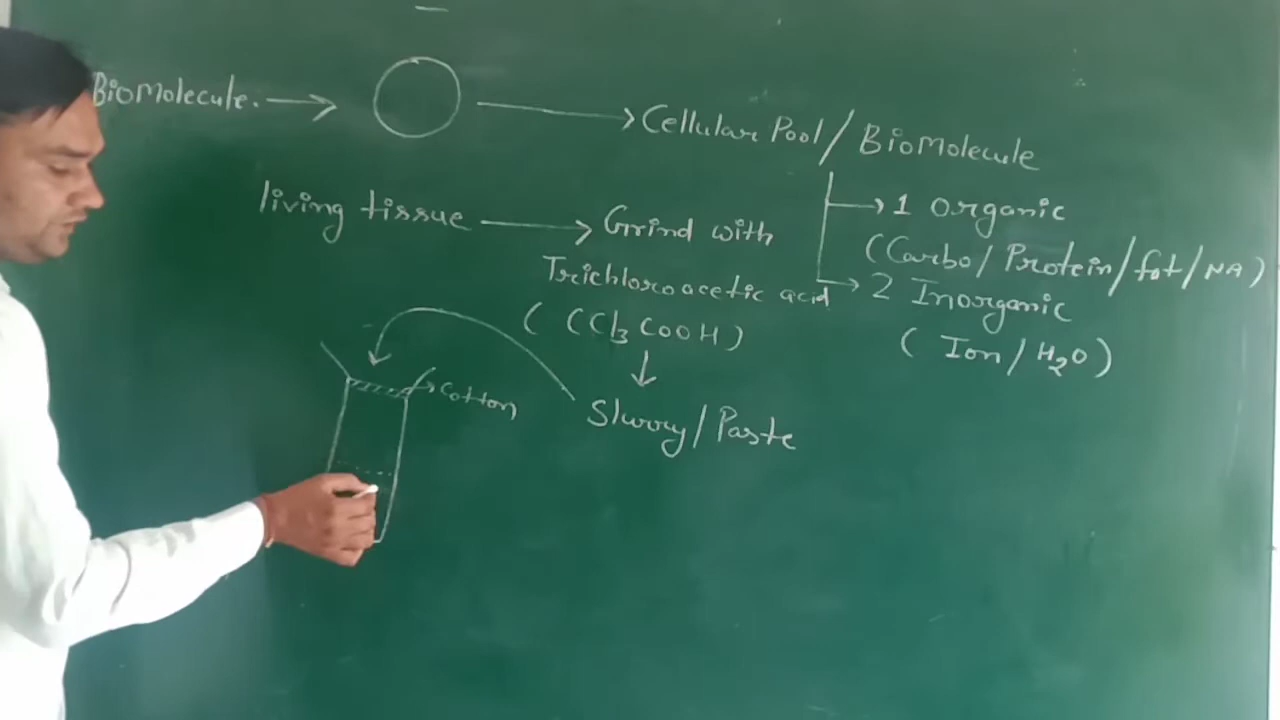 BioMolecule. → → Cellular Pool / BioMolecule
living tissue → Grind with
→ 1 Organic
(Carbo / Protein / fat / NA)
Trichloroacetic acid
→ 2 Inorganic
( CCl3 COOH )
( Ion / H2O )
→ Cotton
Slurry / Paste